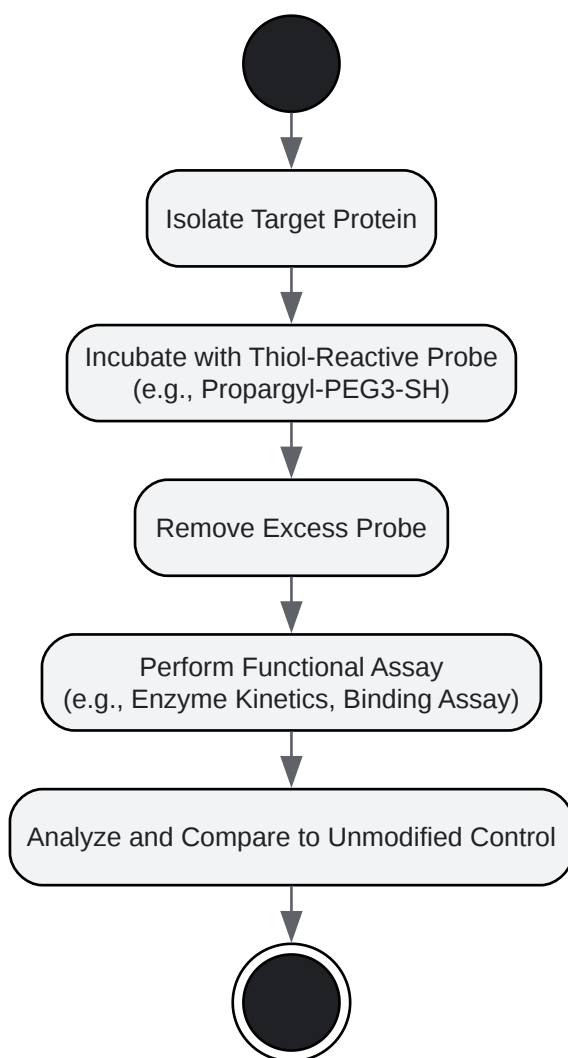 Isolate Target Protein
Incubate with Thiol-Reactive Probe
(e.g., Propargyl-PEG3-SH)
Remove Excess Probe
Perform Functional Assay
(e.g., Enzyme Kinetics, Binding Assay)
Analyze and Compare to Unmodified Control